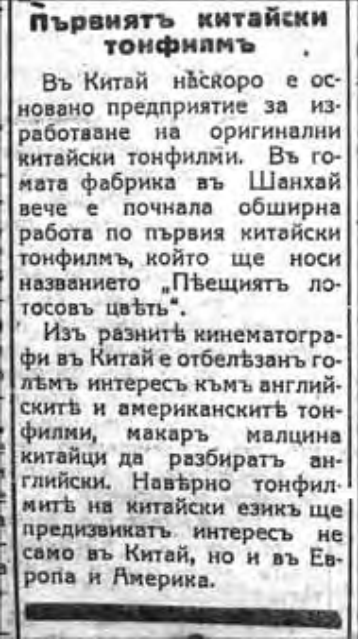 Първиятъ китайски
тонфилмъ
Въ Китай нѣскоро е ос-
новано предприятие за из-
работване на оригинални
китайски тонфилми. Въ го-
мата фабрика въ Шанхай
вече е почнала обширна
работа по първия китайски
тонфилмъ, който ще носи
названието „Пѣещиятъ ло-
тосовъ цвѣтъ“.
Изъ разнитѣ кинематогра-
фи въ Китай е отбелѣзанъ го-
лѣмъ интересъ къмъ англий-
скитѣ и американскитѣ тон-
филми, макаръ малцина
китайци да разбиратъ ан-
глийски. Навѣрно тонфил-
митѣ на китайски езикъ ще
предизвикатъ интересъ не
само въ Китай, но и въ Ев-
ропа и Америка.